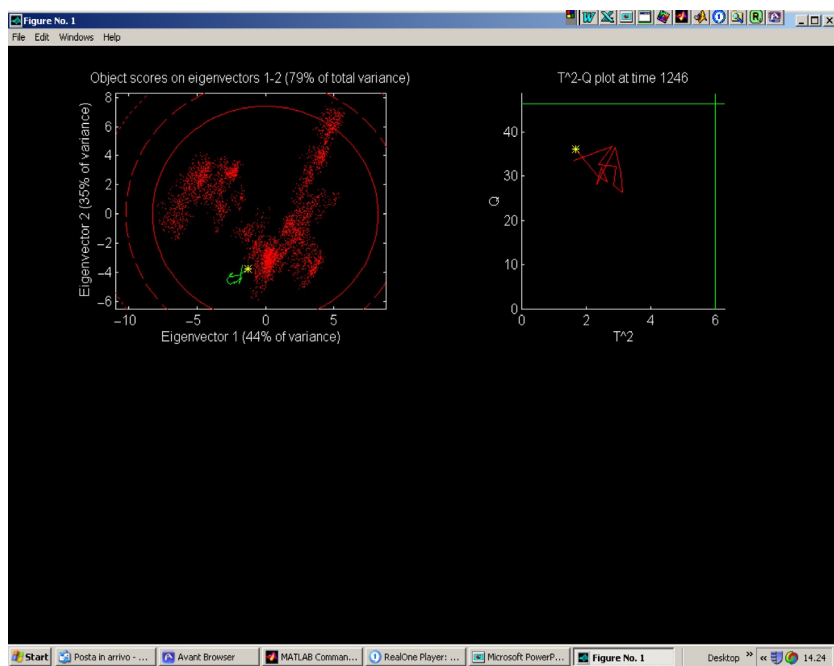 Figure No. 1
File Edit Windows Help
Object scores on eigenvectors 1-2 (79% of total variance)
8
6
4
2
0
−2
−4
−6
Eigenvector 2 (35% of variance)
−10
−5
0
5
Eigenvector 1 (44% of variance)
T^2-Q plot at time 1246
40
30
20
10
0
Q
0
2
4
6
T^2
Start
Posta in arrivo - ...
Avant Browser
MATLAB Comman...
RealOne Player: ...
Microsoft PowerP...
Figure No. 1
Desktop
14.24